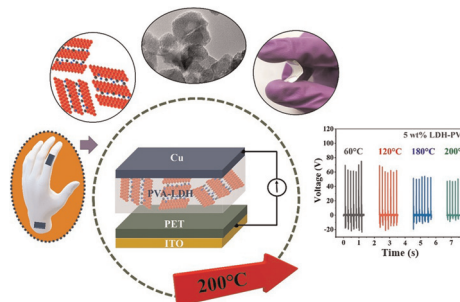 Cu
PVA-LDH
PET
ITO
200°C
5 wt% LDH-PV
60°C 120°C 180°C 200°
Voltage (V)
120
100
80
60
40
20
0
-20
0 1 2 3 4 5 6 7
Time (s)